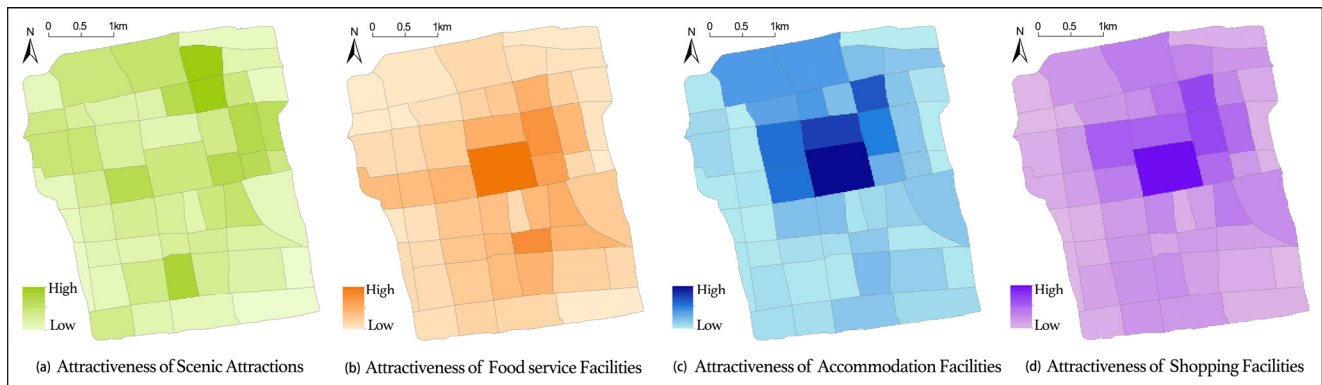 0 0.5 1km
N
High
Low
(a) Attractiveness of Scenic Attractions
0 0.5 1km
N
High
Low
(b) Attractiveness of Food service Facilities
0 0.5 1km
N
High
Low
(c) Attractiveness of Accommodation Facilities
0 0.5 1km
N
High
Low
(d) Attractiveness of Shopping Facilities